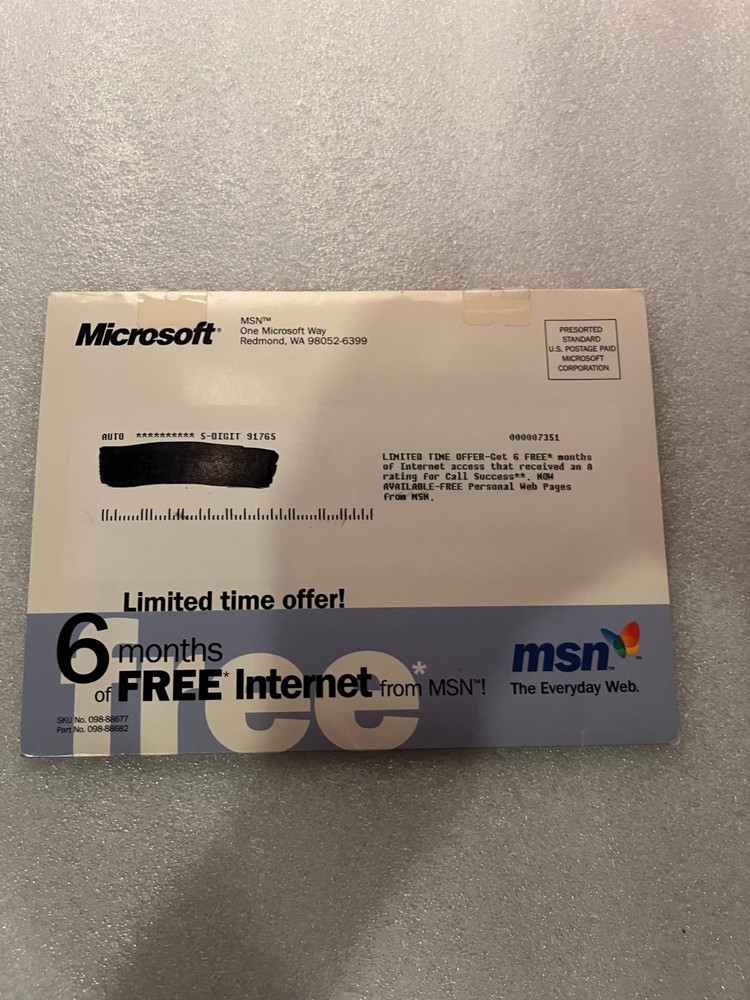 Microsoft®
MSN™
One Microsoft Way
Redmond, WA 98052-6399
PRESORTED
STANDARD
U.S. POSTAGE PAID
MICROSOFT
CORPORATION
AUTO ********** 5-DIGIT 91765
000007351
LIMITED TIME OFFER-Get 6 FREE* months
of Internet access that received an A
rating for Call Success**. NOW
AVAILABLE-FREE Personal Web Pages
from MSN.
Limited time offer!
free*
6 months
of FREE* Internet from MSN™!
msn™
The Everyday Web.
SKU No. 098-88677
Part No. 098-88682